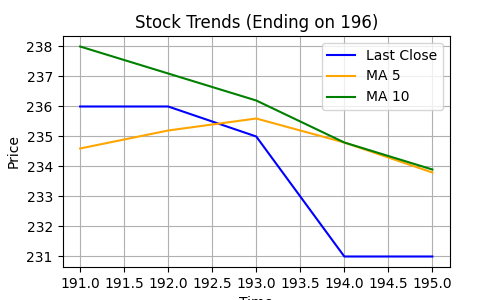 Stock Trends (Ending on 196)
Last Close
MA 5
MA 10
Price
238
237
236
235
234
233
232
231
191.0 191.5 192.0 192.5 193.0 193.5 194.0 194.5 195.0
Time